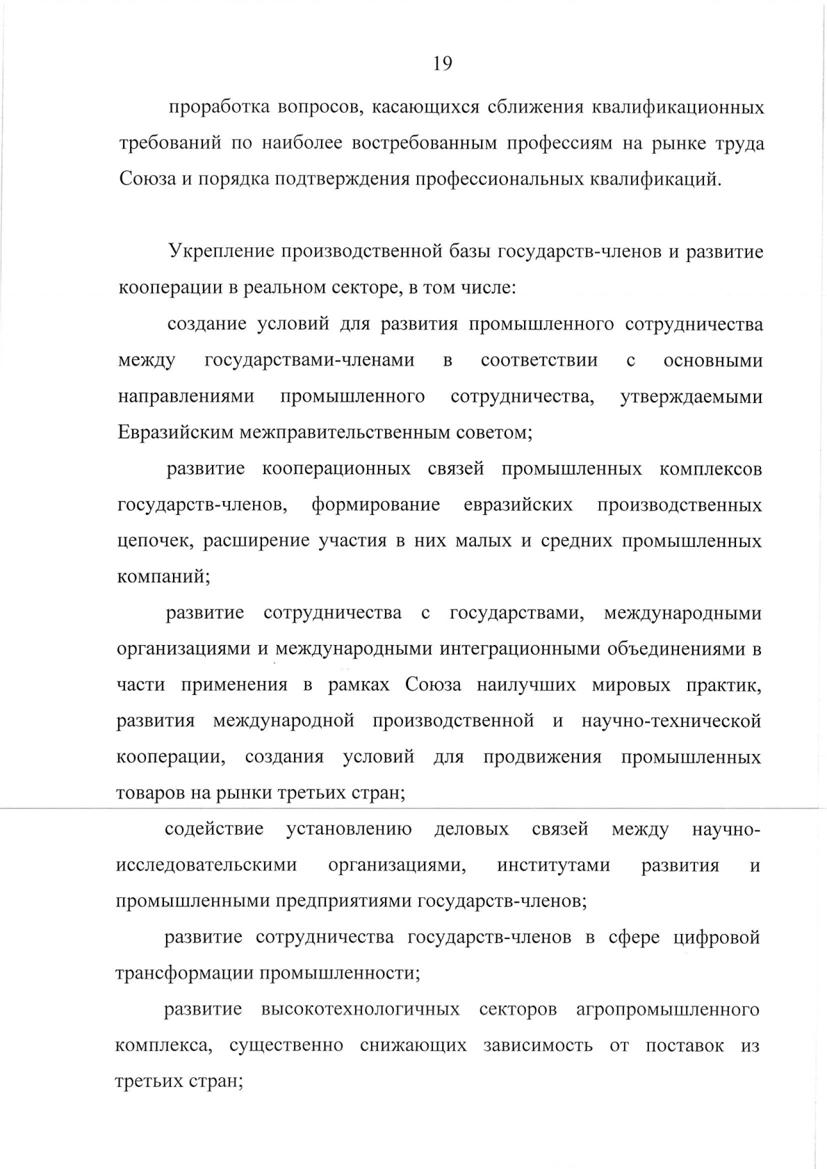 19
проработка вопросов, касающихся сближения квалификационных
требований по наиболее востребованным профессиям на рынке труда
Союза и порядка подтверждения профессиональных квалификаций.
Укрепление производственной базы государств-членов и развитие
кооперации в реальном секторе, в том числе:
создание условий для развития промышленного сотрудничества
между государствами-членами в соответствии с основными
направлениями промышленного сотрудничества, утверждаемыми
Евразийским межправительственным советом;
развитие кооперационных связей промышленных комплексов
государств-членов, формирование евразийских производственных
цепочек, расширение участия в них малых и средних промышленных
компаний;
развитие сотрудничества с государствами, международными
организациями и международными интеграционными объединениями в
части применения в рамках Союза наилучших мировых практик,
развития международной производственной и научно-технической
кооперации, создания условий для продвижения промышленных
товаров на рынки третьих стран;
содействие установлению деловых связей между научно-
исследовательскими организациями, институтами развития и
промышленными предприятиями государств-членов;
развитие сотрудничества государств-членов в сфере цифровой
трансформации промышленности;
развитие высокотехнологичных секторов агропромышленного
комплекса, существенно снижающих зависимость от поставок из
третьих стран;